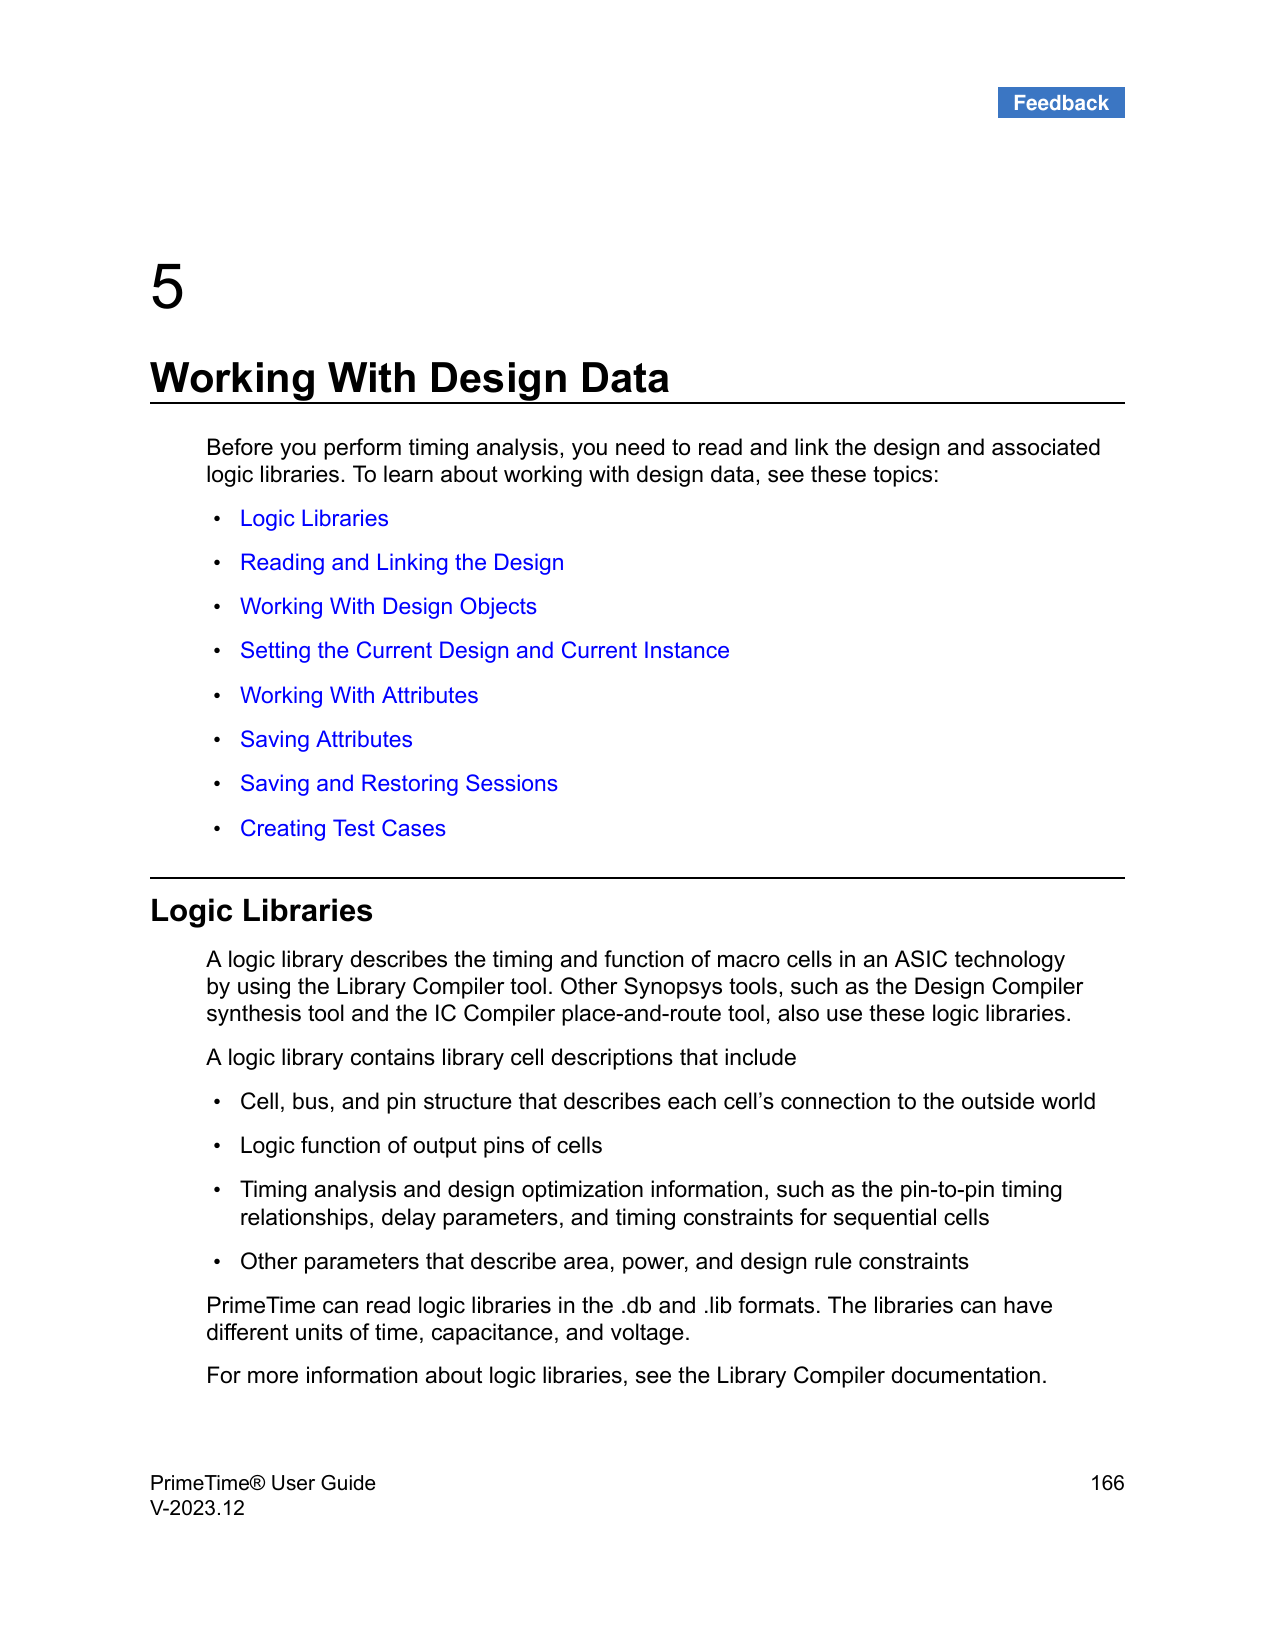 Feedback
5
Working With Design Data
Before you perform timing analysis, you need to read and link the design and associated
logic libraries. To learn about working with design data, see these topics:
• Logic Libraries
• Reading and Linking the Design
• Working With Design Objects
• Setting the Current Design and Current Instance
• Working With Attributes
• Saving Attributes
• Saving and Restoring Sessions
• Creating Test Cases
Logic Libraries
A logic library describes the timing and function of macro cells in an ASIC technology
by using the Library Compiler tool. Other Synopsys tools, such as the Design Compiler
synthesis tool and the IC Compiler place-and-route tool, also use these logic libraries.
A logic library contains library cell descriptions that include
• Cell, bus, and pin structure that describes each cell’s connection to the outside world
• Logic function of output pins of cells
• Timing analysis and design optimization information, such as the pin-to-pin timing
relationships, delay parameters, and timing constraints for sequential cells
• Other parameters that describe area, power, and design rule constraints
PrimeTime can read logic libraries in the .db and .lib formats. The libraries can have
different units of time, capacitance, and voltage.
For more information about logic libraries, see the Library Compiler documentation.
PrimeTime® User Guide 166
V-2023.12